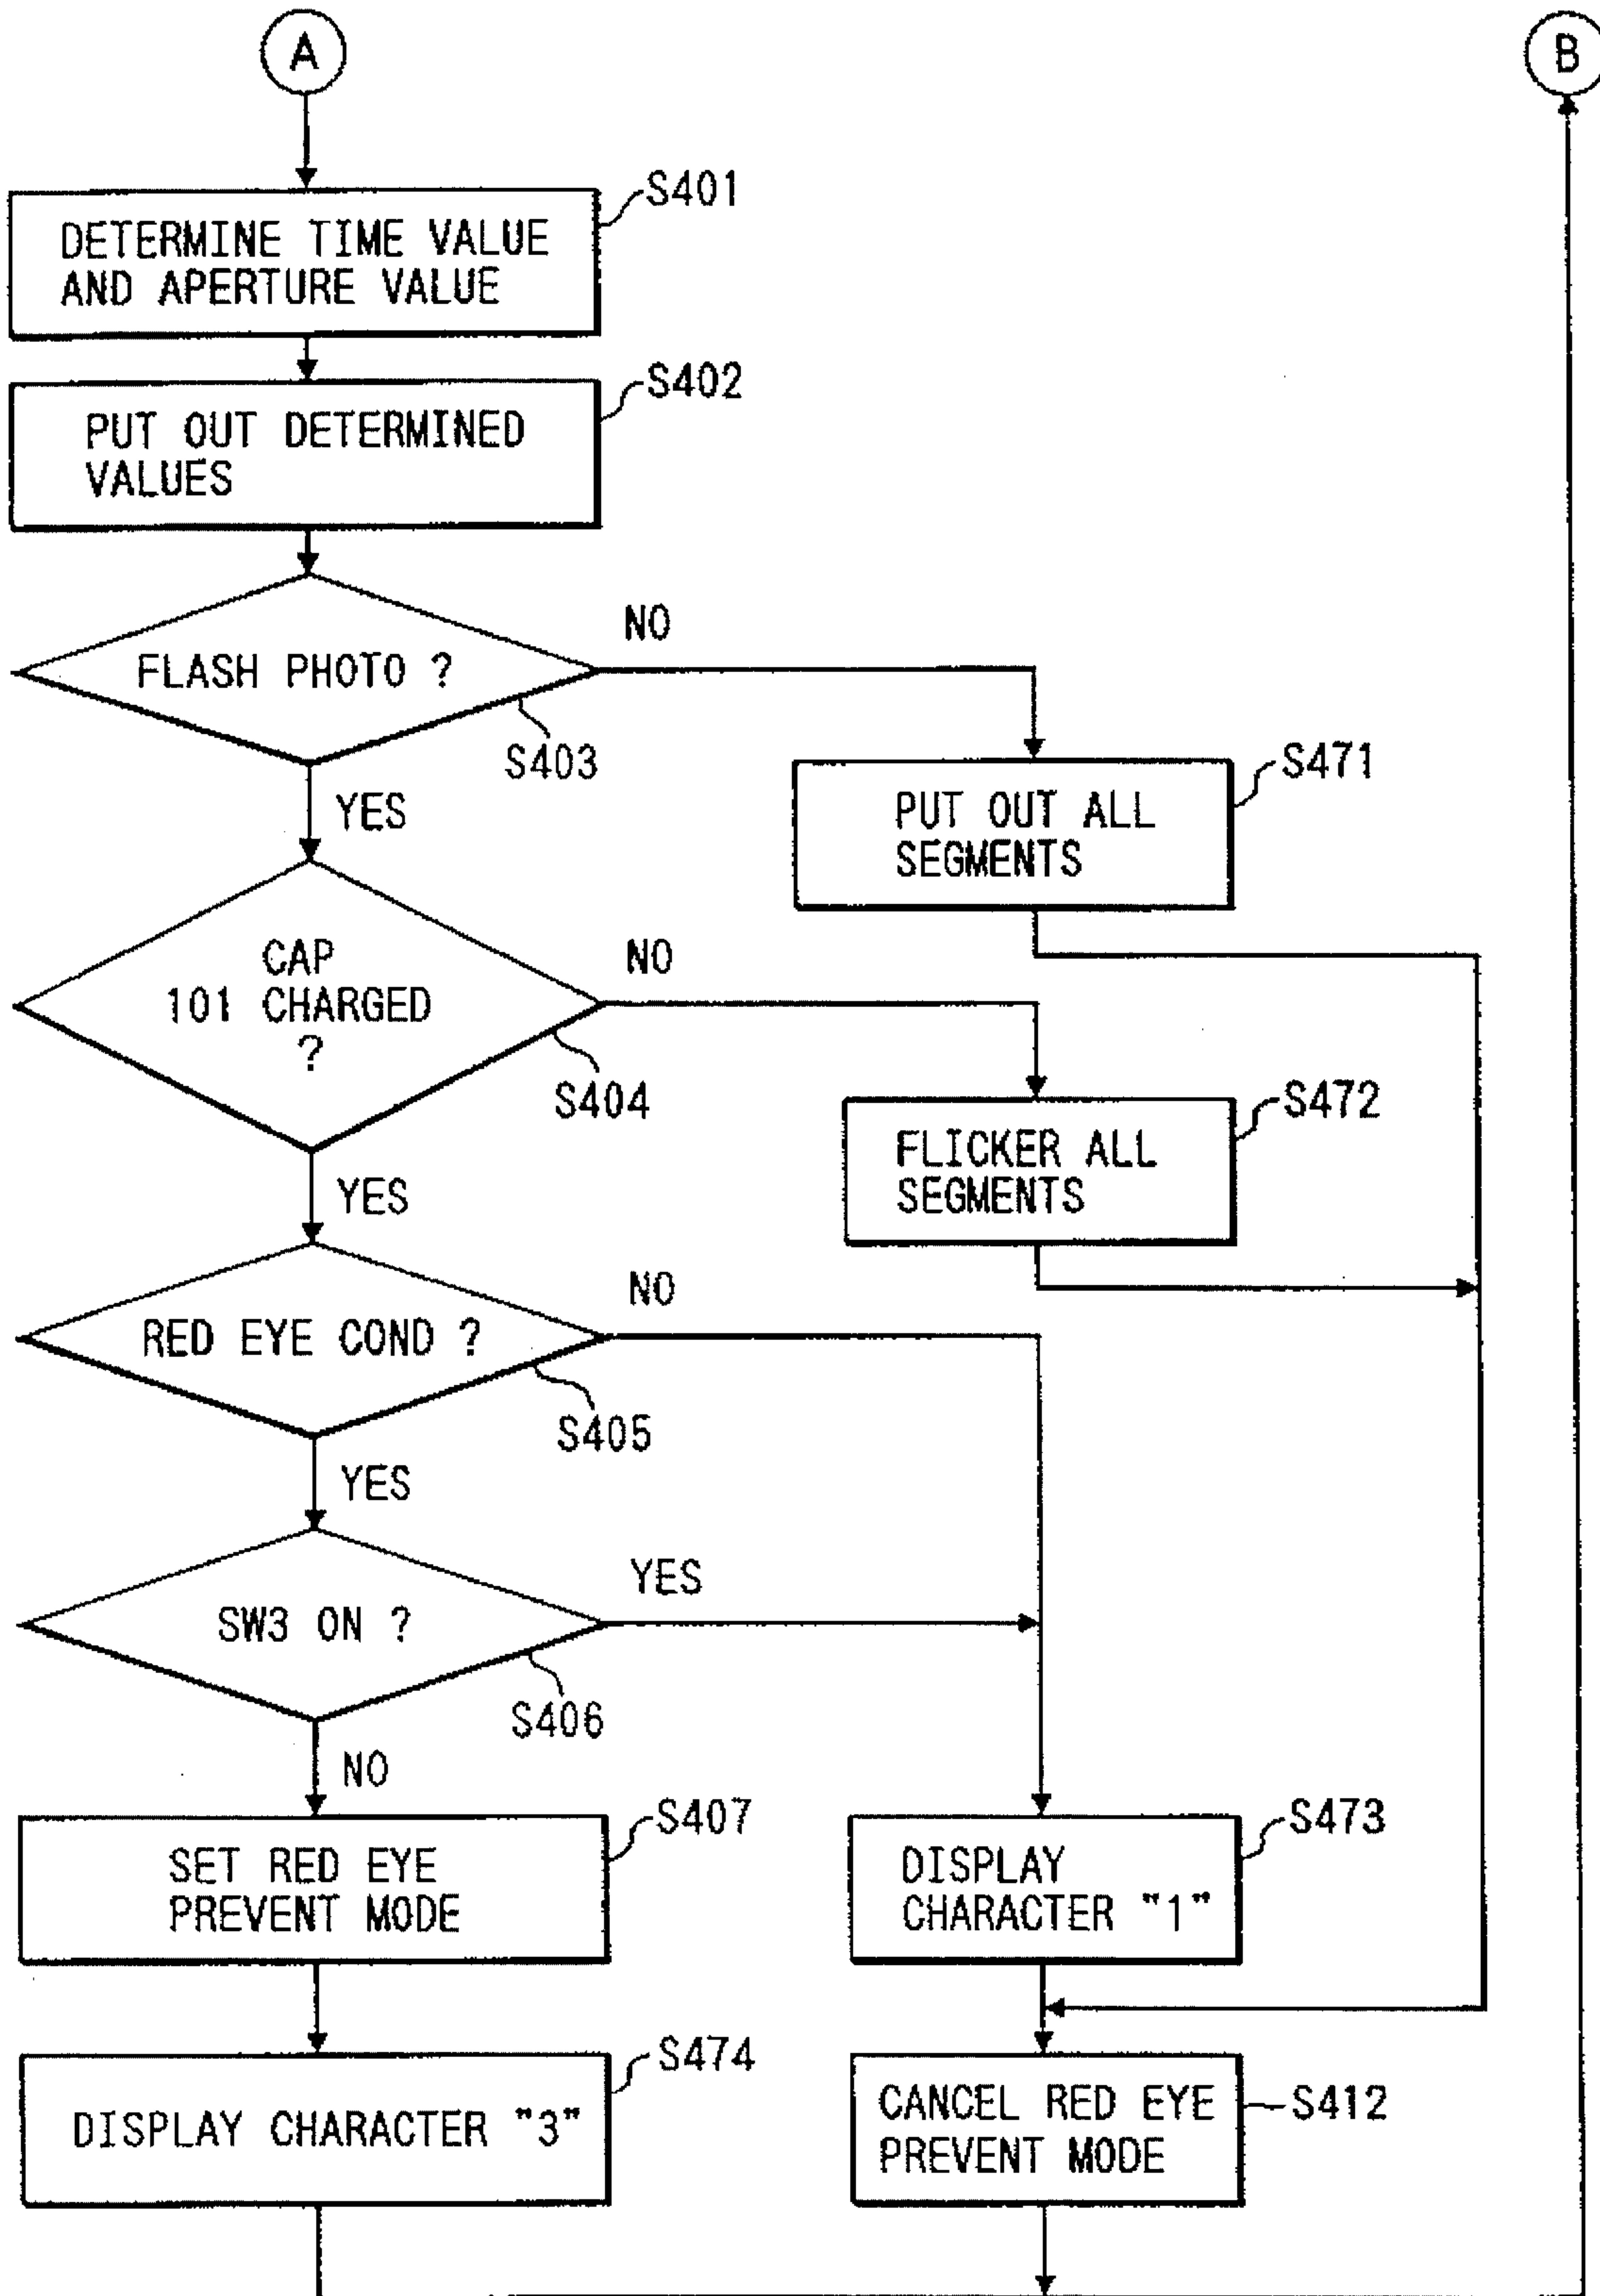 A
B
S401
DETERMINE TIME VALUE
AND APERTURE VALUE
S402
PUT OUT DETERMINED
VALUES
NO
FLASH PHOTO ?
S403
YES
S471
PUT OUT ALL
SEGMENTS
CAP
101 CHARGED
?
NO
S404
YES
S472
FLICKER ALL
SEGMENTS
NO
RED EYE COND ?
S405
YES
YES
SW3 ON ?
S406
NO
S407
SET RED EYE
PREVENT MODE
S473
DISPLAY
CHARACTER "1"
S474
DISPLAY CHARACTER "3"
CANCEL RED EYE
PREVENT MODE
S412